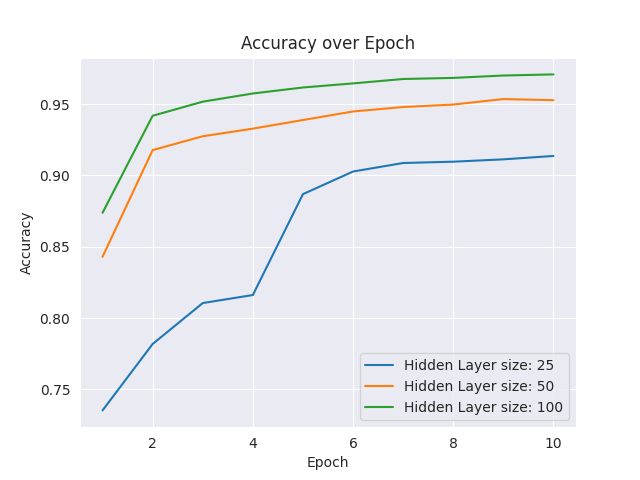 Accuracy over Epoch
Accuracy
0.95
0.90
0.85
0.80
0.75
Hidden Layer size: 25
Hidden Layer size: 50
Hidden Layer size: 100
2
4
6
8
10
Epoch